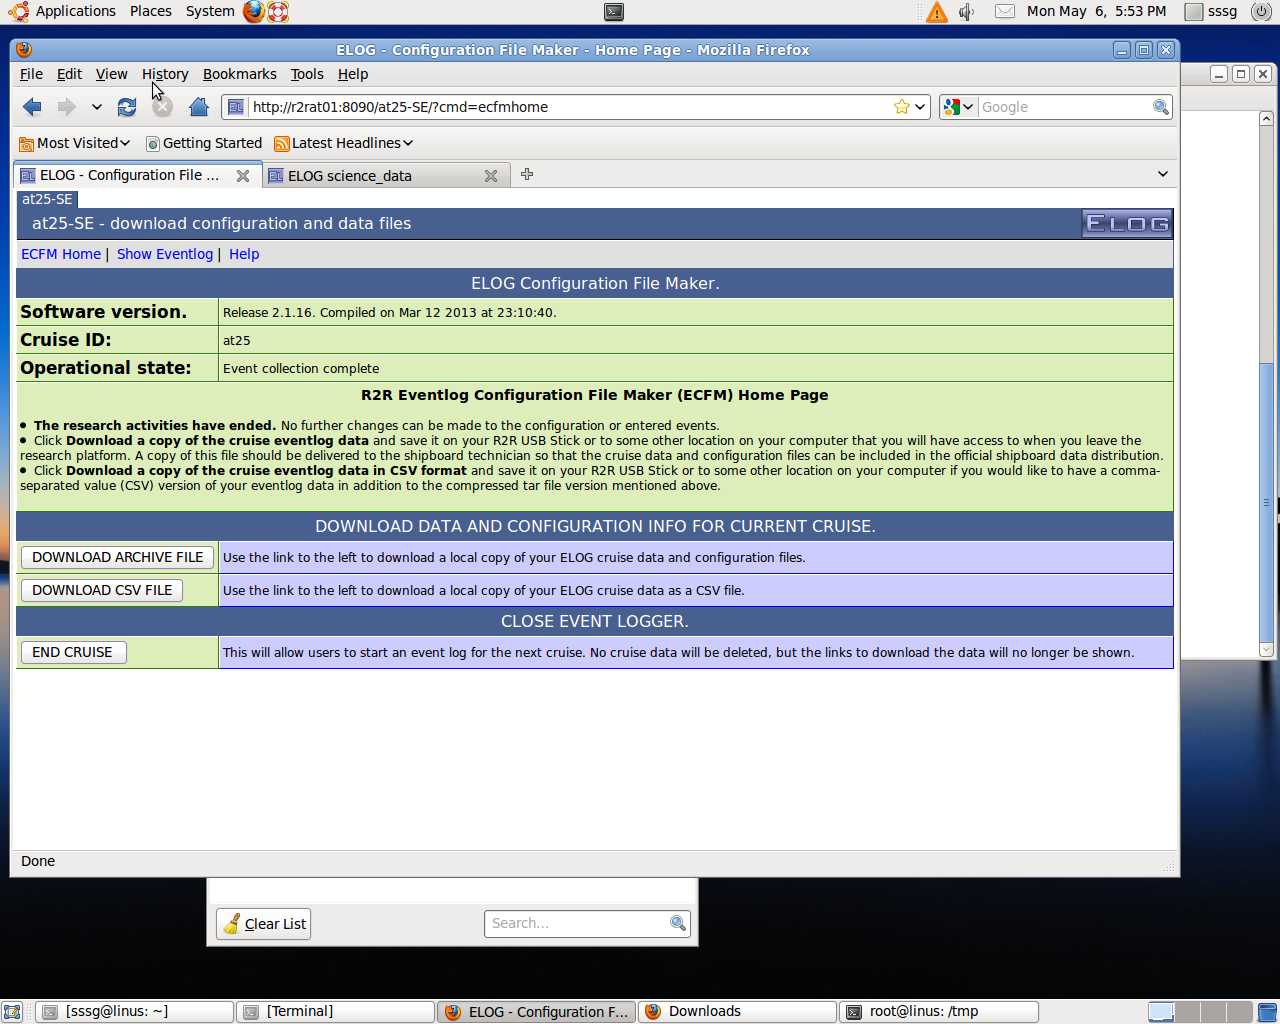 Applications Places System Mon May 6, 5:53 PM sssg
ELOG - Configuration File Maker - Home Page - Mozilla Firefox
File Edit View History Bookmarks Tools Help
http://r2rat01:8090/at25-SE/?cmd=ecfmhome Google
Most Visited Getting Started Latest Headlines
ELOG - Configuration File ... ELOG science_data
at25-SE
at25-SE - download configuration and data files ELOG
ECFM Home | Show Eventlog | Help
ELOG Configuration File Maker.
Software version. Release 2.1.16. Compiled on Mar 12 2013 at 23:10:40.
Cruise ID: at25
Operational state: Event collection complete
R2R Eventlog Configuration File Maker (ECFM) Home Page
• The research activities have ended. No further changes can be made to the configuration or entered events.
• Click Download a copy of the cruise eventlog data and save it on your R2R USB Stick or to some other location on your computer that you will have access to when you leave the
research platform. A copy of this file should be delivered to the shipboard technician so that the cruise data and configuration files can be included in the official shipboard data distribution.
• Click Download a copy of the cruise eventlog data in CSV format and save it on your R2R USB Stick or to some other location on your computer if you would like to have a comma-
separated value (CSV) version of your eventlog data in addition to the compressed tar file version mentioned above.
DOWNLOAD DATA AND CONFIGURATION INFO FOR CURRENT CRUISE.
DOWNLOAD ARCHIVE FILE Use the link to the left to download a local copy of your ELOG cruise data and configuration files.
DOWNLOAD CSV FILE Use the link to the left to download a local copy of your ELOG cruise data as a CSV file.
CLOSE EVENT LOGGER.
END CRUISE This will allow users to start an event log for the next cruise. No cruise data will be deleted, but the links to download the data will no longer be shown.
Done
Clear List Search...
[sssg@linus: ~] [Terminal] ELOG - Configuration F... Downloads root@linus: /tmp